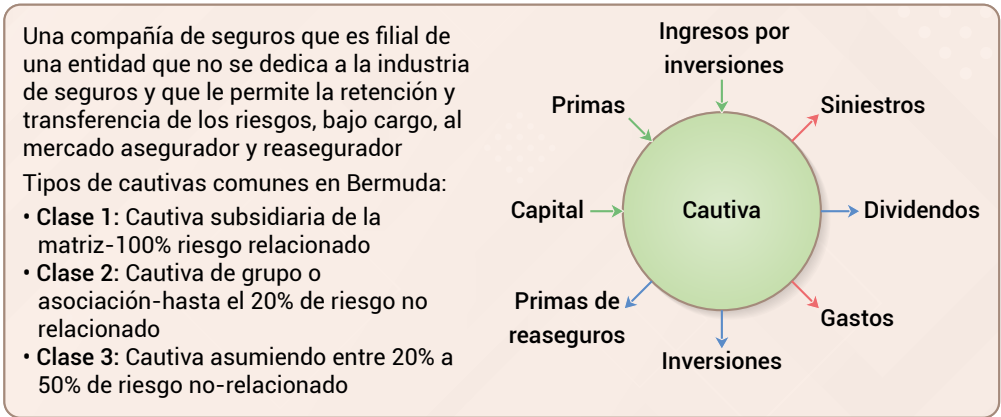 Una compañía de seguros que es filial de
una entidad que no se dedica a la industria
de seguros y que le permite la retención y
transferencia de los riesgos, bajo cargo, al
mercado asegurador y reasegurador
Tipos de cautivas comunes en Bermuda:
• Clase 1: Cautiva subsidiaria de la
matriz-100% riesgo relacionado
• Clase 2: Cautiva de grupo o
asociación-hasta el 20% de riesgo no
relacionado
• Clase 3: Cautiva asumiendo entre 20% a
50% de riesgo no-relacionado
Ingresos por
inversiones
Primas
Siniestros
Capital
Cautiva
Dividendos
Primas de
reaseguros
Gastos
Inversiones